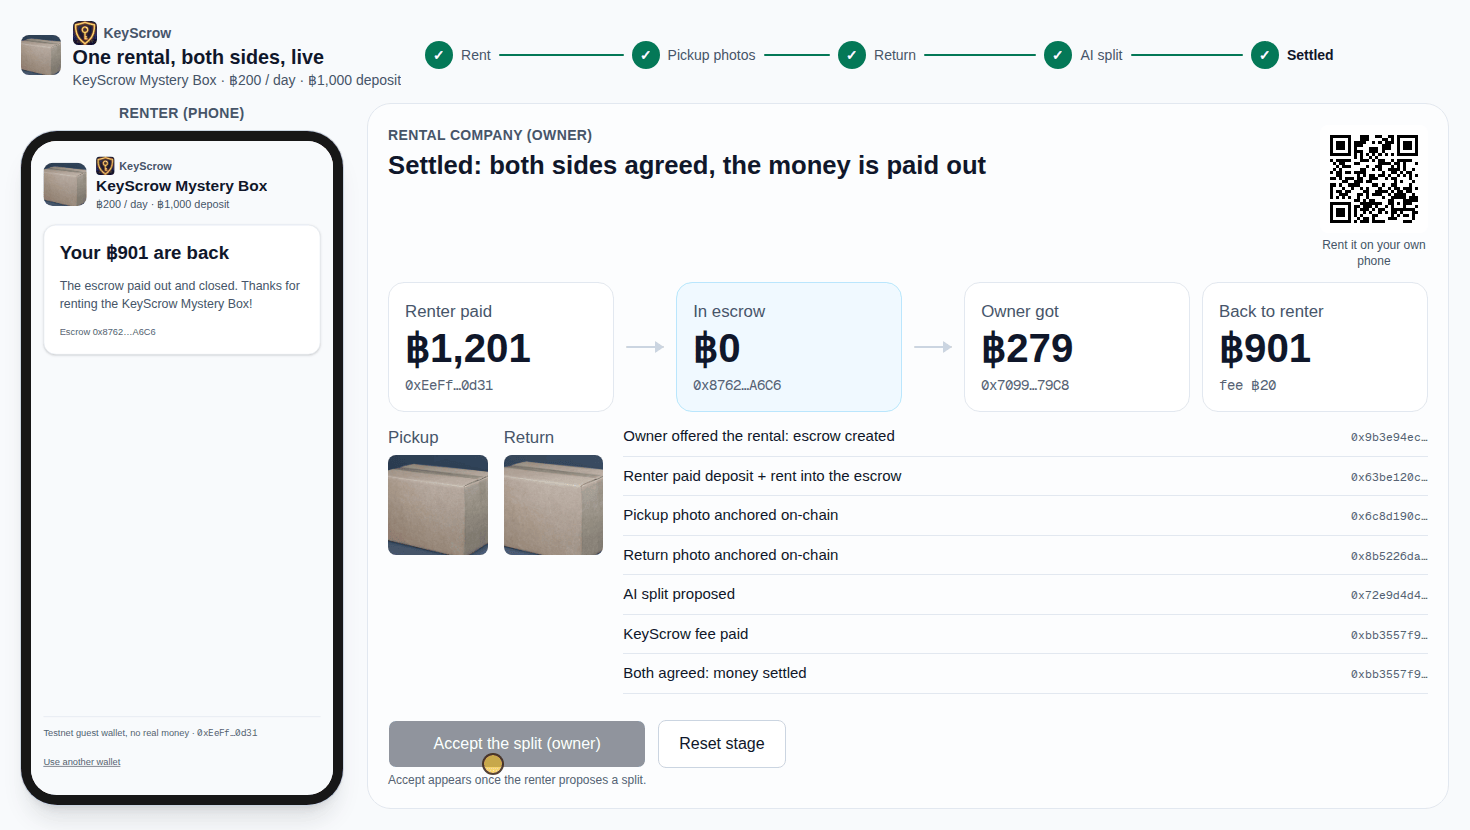 KeyScrow
One rental, both sides, live
KeyScrow Mystery Box · ฿200 / day · ฿1,000 deposit
✓ Rent ✓ Pickup photos ✓ Return ✓ AI split ✓ Settled
RENTER (PHONE)
KeyScrow
KeyScrow Mystery Box
฿200 / day · ฿1,000 deposit
Your ฿901 are back
The escrow paid out and closed. Thanks for
renting the KeyScrow Mystery Box!
Escrow 0x8762…A6C6
Testnet guest wallet, no real money · 0xEeFf…0d31
Use another wallet
RENTAL COMPANY (OWNER)
Settled: both sides agreed, the money is paid out
Rent it on your own
phone
Renter paid
฿1,201
0xEeFf…0d31
In escrow
฿0
0x8762…A6C6
Owner got
฿279
0x7099…79C8
Back to renter
฿901
fee ฿20
Pickup
Return
Owner offered the rental: escrow created 0x9b3e94ec…
Renter paid deposit + rent into the escrow 0x63be120c…
Pickup photo anchored on-chain 0x6c8d190c…
Return photo anchored on-chain 0x8b5226da…
AI split proposed 0x72e9d4d4…
KeyScrow fee paid 0xbb3557f9…
Both agreed: money settled 0xbb3557f9…
Accept the split (owner)
Reset stage
Accept appears once the renter proposes a split.